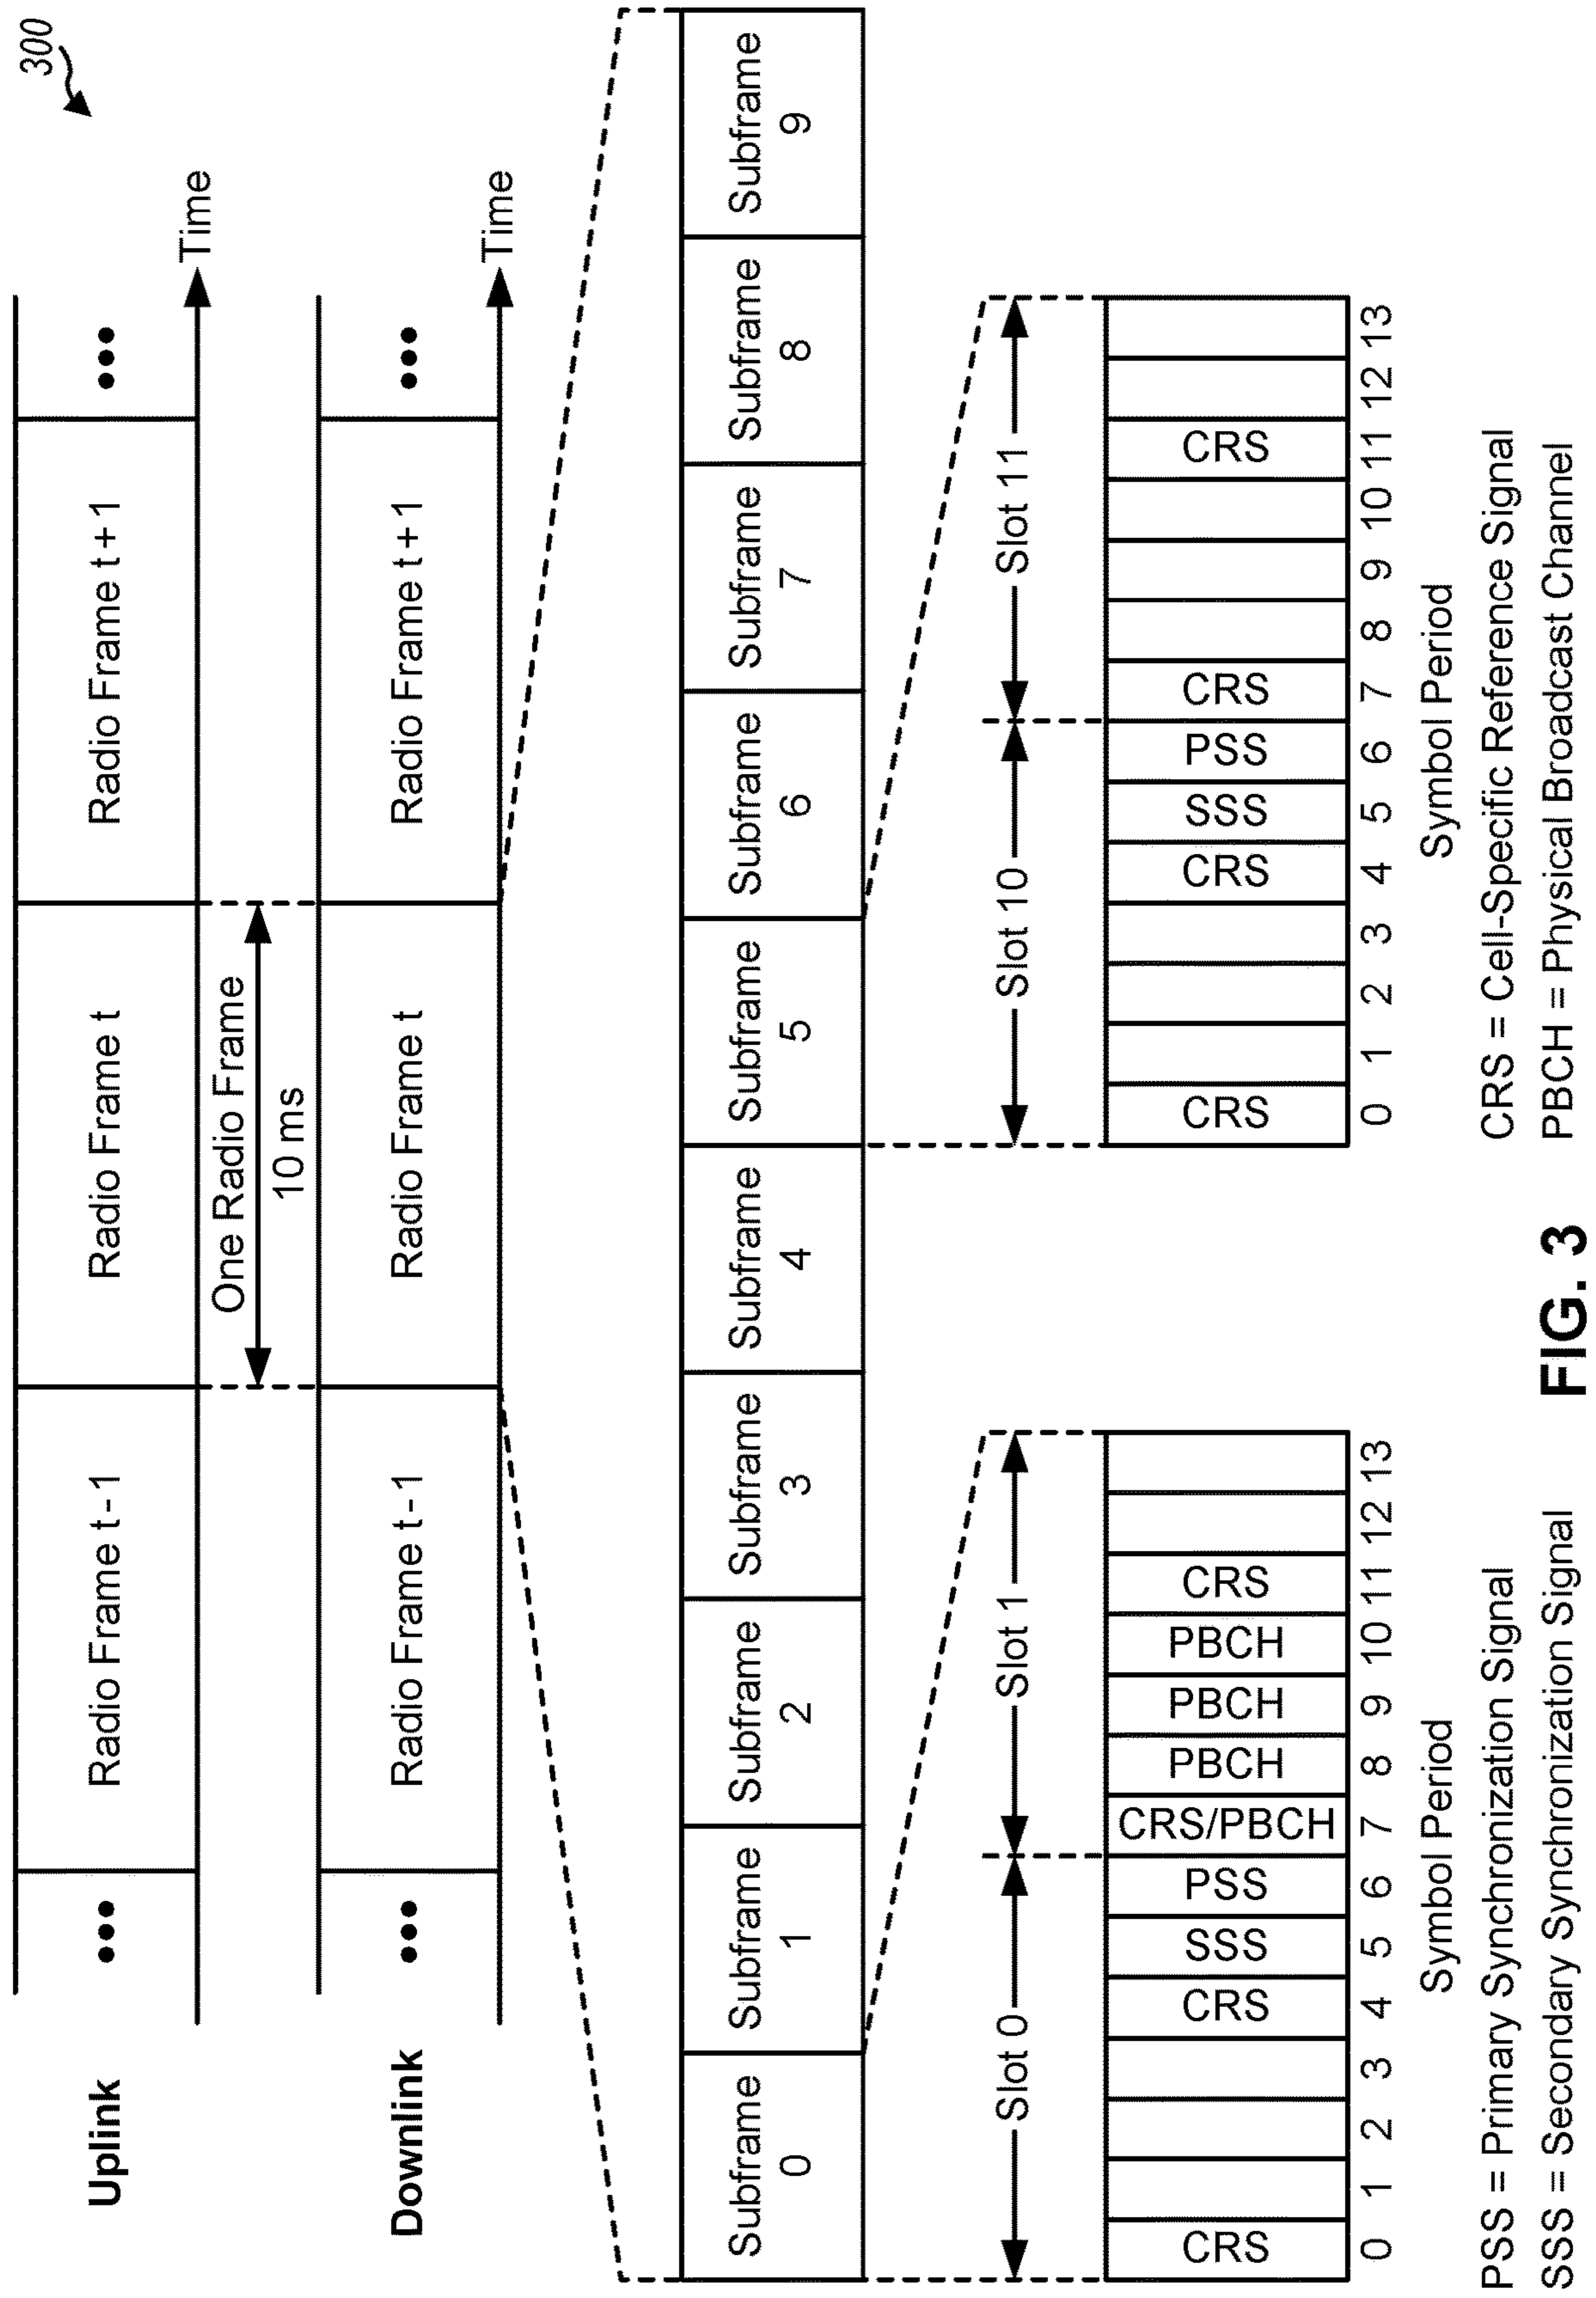 300
Uplink
••• Radio Frame t - 1 Radio Frame t Radio Frame t + 1 •••
Time
One Radio Frame
10 ms
Downlink
••• Radio Frame t - 1 Radio Frame t Radio Frame t + 1 •••
Time
Subframe 0
Subframe 1
Subframe 2
Subframe 3
Subframe 4
Subframe 5
Subframe 6
Subframe 7
Subframe 8
Subframe 9
Slot 0 Slot 1
CRS CRS SSS PSS CRS/PBCH PBCH PBCH PBCH CRS
0 1 2 3 4 5 6 7 8 9 10 11 12 13
Symbol Period
Slot 10 Slot 11
CRS CRS SSS PSS CRS CRS
0 1 2 3 4 5 6 7 8 9 10 11 12 13
Symbol Period
PSS = Primary Synchronization Signal
SSS = Secondary Synchronization Signal
CRS = Cell-Specific Reference Signal
PBCH = Physical Broadcast Channel
FIG. 3